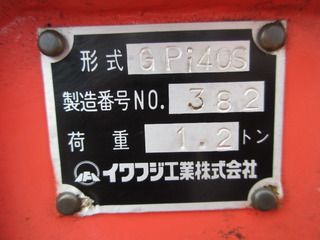 形式 GPi40S
製造番号NO. 382
荷重 1.2トン
イワフジ工業株式会社